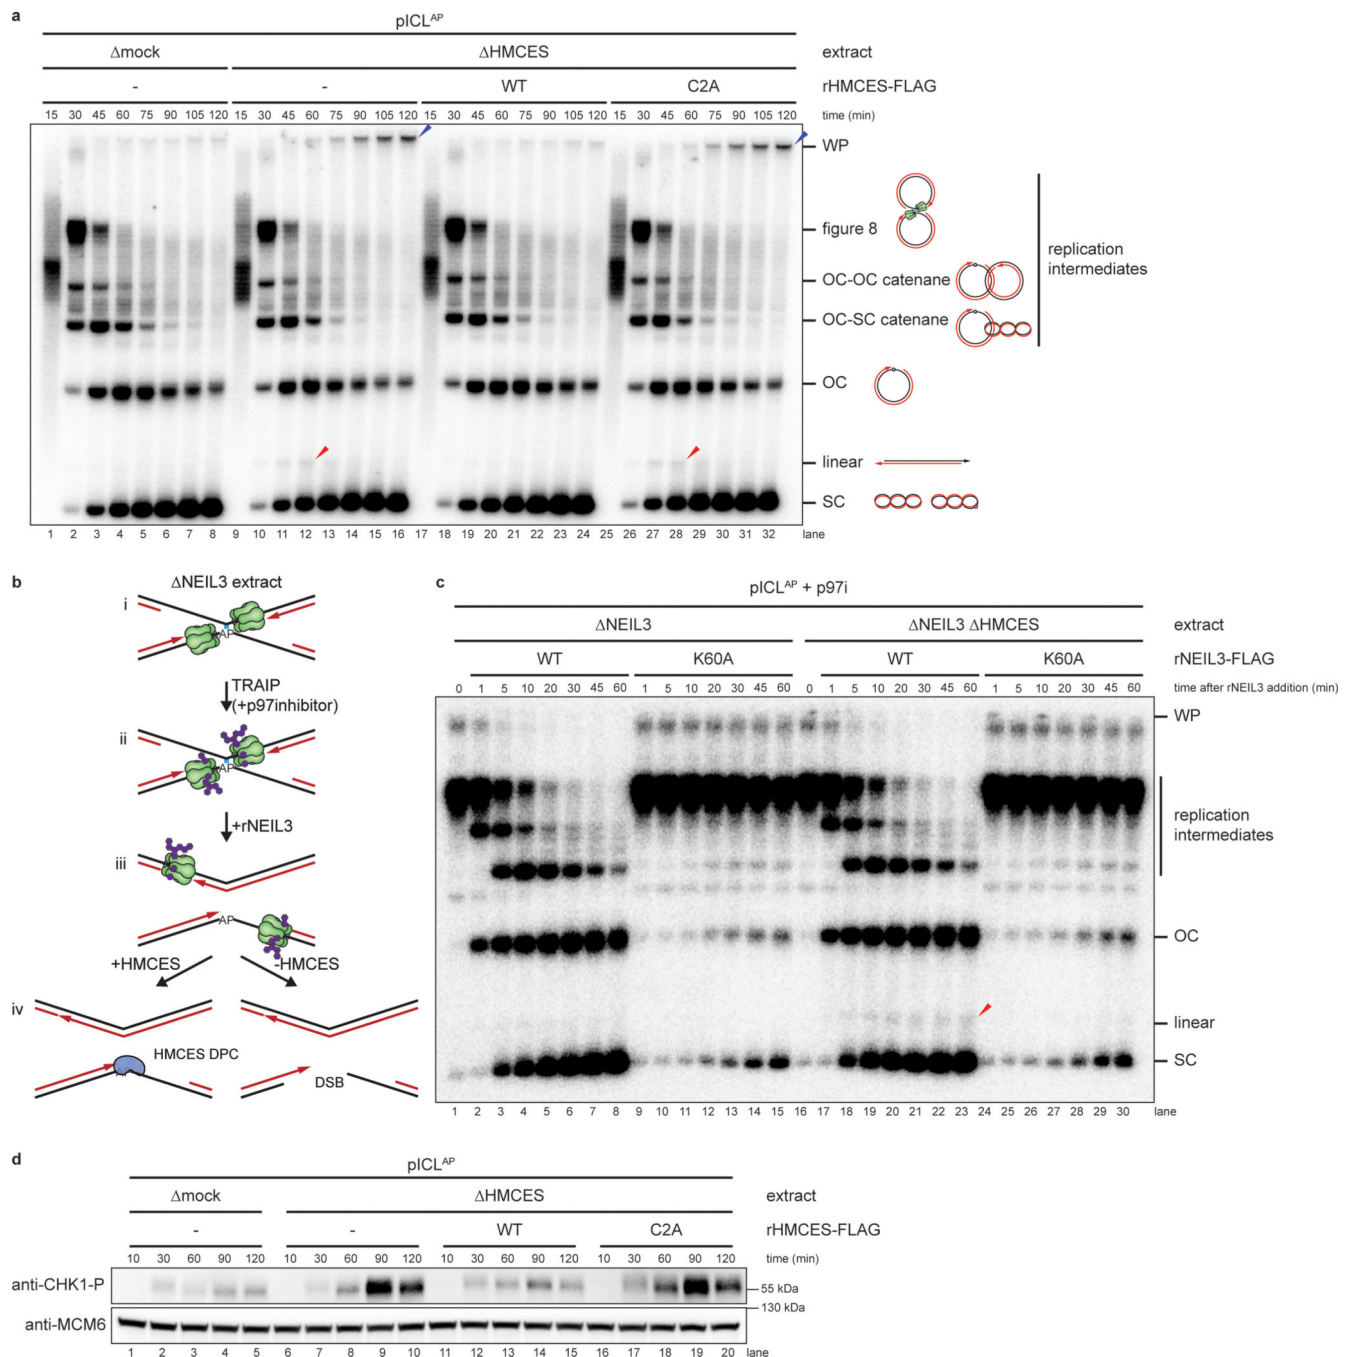 a
pICL^AP
Δmock ΔHMCES extract
- - WT C2A rHMCES-FLAG
15 30 45 60 75 90 105 120 15 30 45 60 75 90 105 120 15 30 45 60 75 90 105 120 15 30 45 60 75 90 105 120 time (min)
WP
figure 8
OC-OC catenane
OC-SC catenane
replication
intermediates
OC
linear
SC
1 2 3 4 5 6 7 8 9 10 11 12 13 14 15 16 17 18 19 20 21 22 23 24 25 26 27 28 29 30 31 32 lane
b
ΔNEIL3 extract
i
AP
TRAIP
(+p97inhibitor)
ii
AP
+rNEIL3
iii
AP
+HMCES -HMCES
iv
HMCES DPC
DSB
c
pICL^AP + p97i
ΔNEIL3 ΔNEIL3 ΔHMCES extract
WT K60A WT K60A rNEIL3-FLAG
0 1 5 10 20 30 45 60 1 5 10 20 30 45 60 0 1 5 10 20 30 45 60 1 5 10 20 30 45 60 time after rNEIL3 addition (min)
WP
replication
intermediates
OC
linear
SC
1 2 3 4 5 6 7 8 9 10 11 12 13 14 15 16 17 18 19 20 21 22 23 24 25 26 27 28 29 30 lane
d
pICL^AP
Δmock ΔHMCES extract
- - WT C2A rHMCES-FLAG
10 30 60 90 120 10 30 60 90 120 10 30 60 90 120 10 30 60 90 120 time (min)
anti-CHK1-P 55 kDa
130 kDa
anti-MCM6
1 2 3 4 5 6 7 8 9 10 11 12 13 14 15 16 17 18 19 20 lane